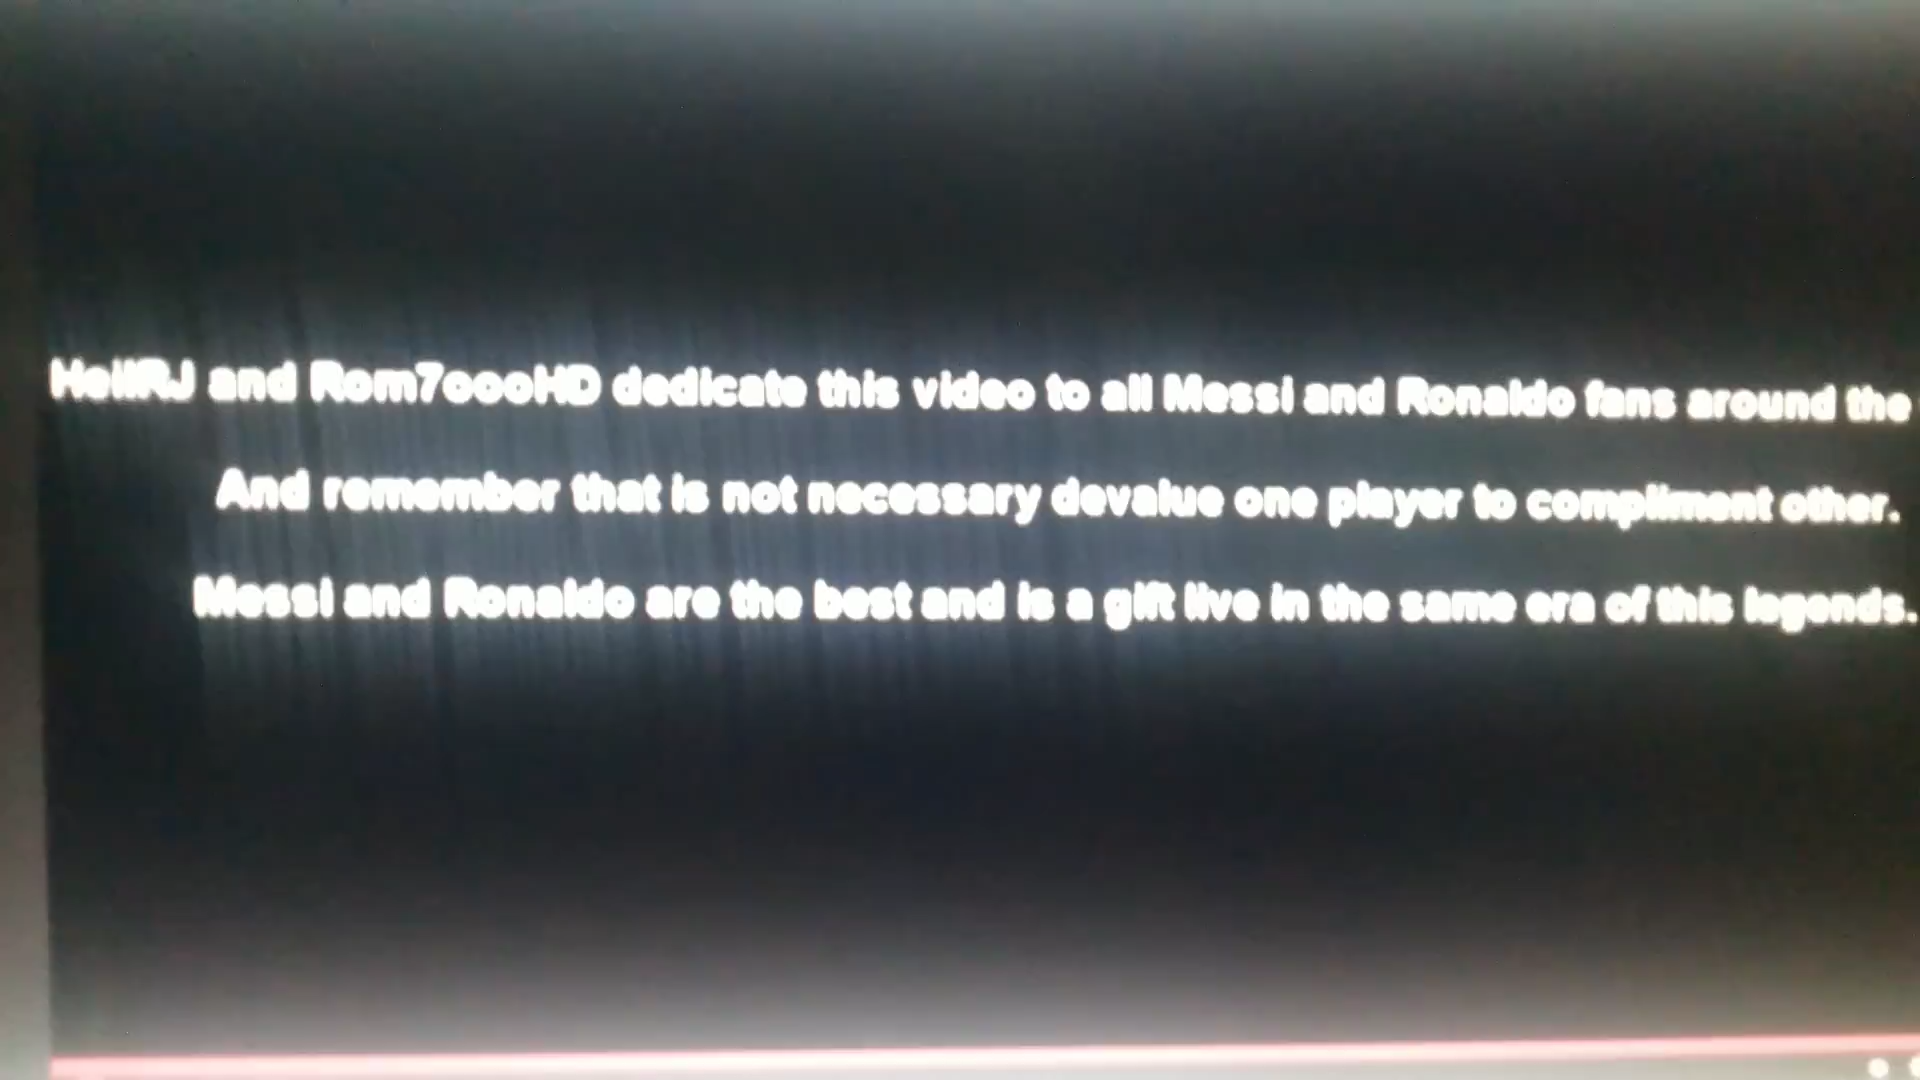 HeilRJ and Rom7oooHD dedicate this video to all Messi and Ronaldo fans around the
And remember that is not necessary devalue one player to compliment other.
Messi and Ronaldo are the best and is a gift live in the same era of this legends.